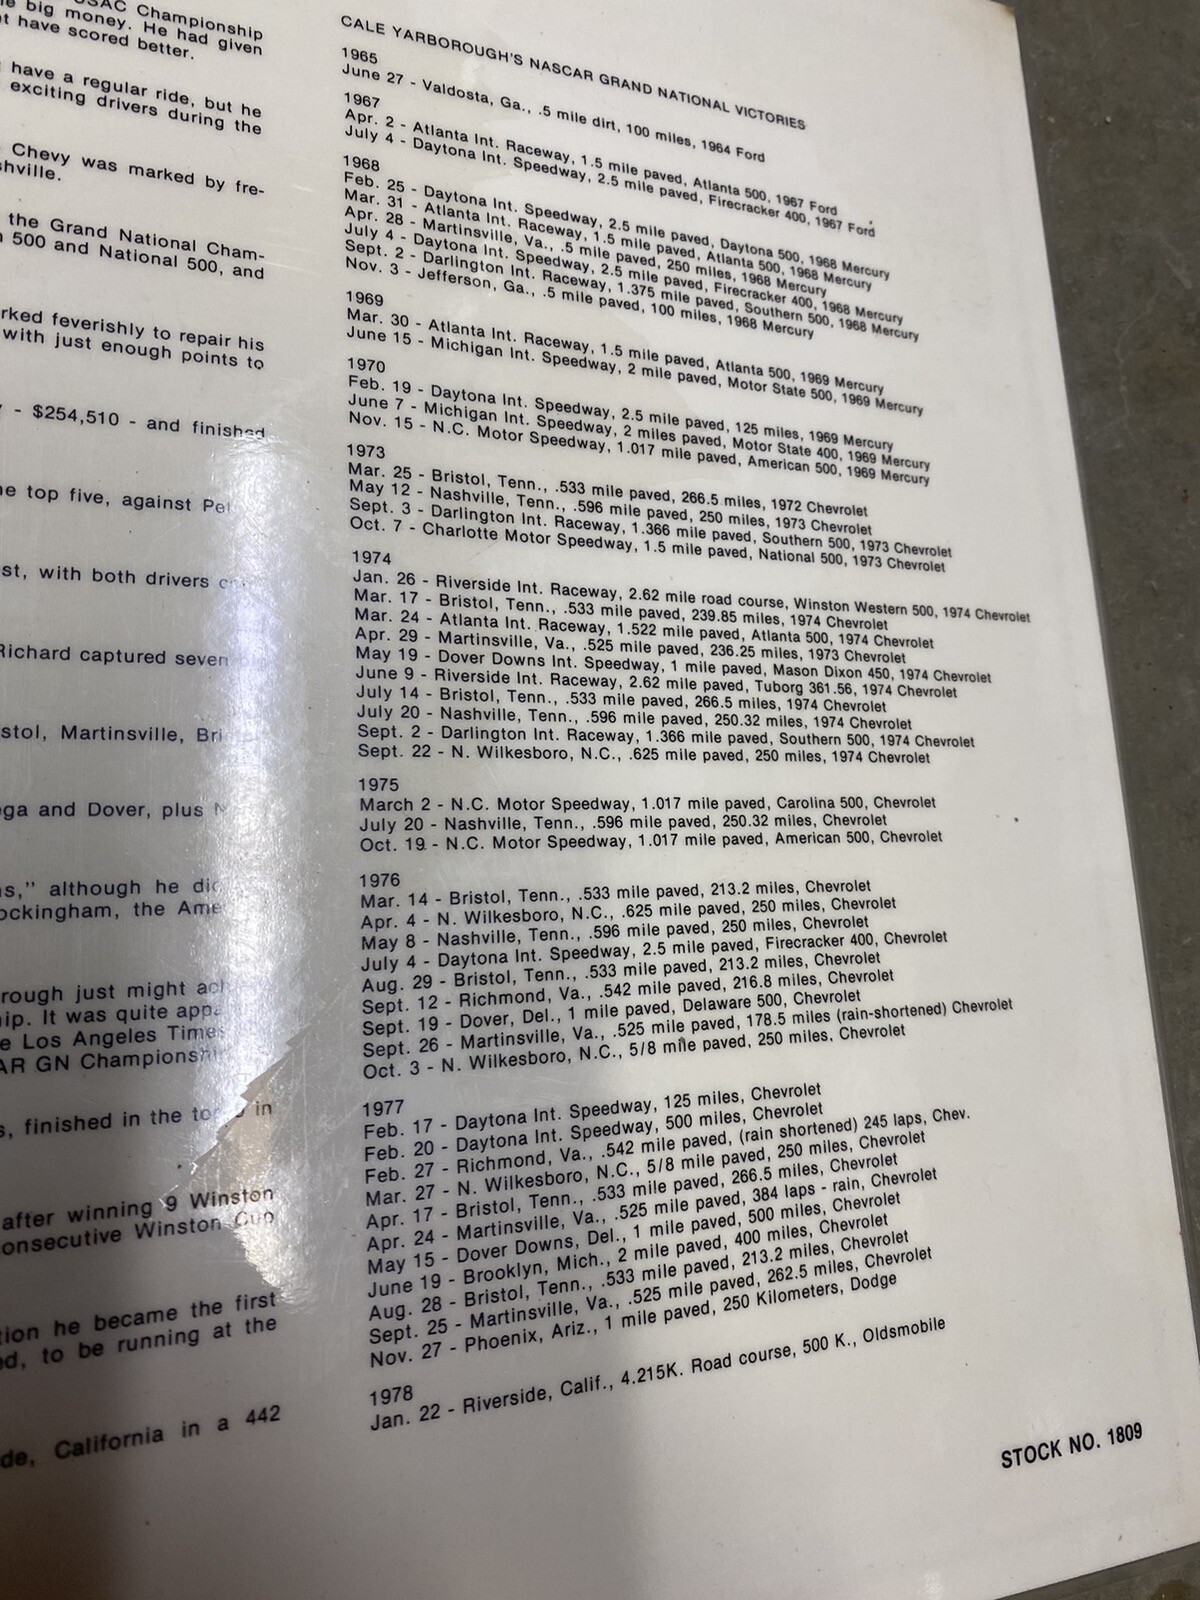 USAC Championship
big money. He had given
have scored better.
have a regular ride, but he
exciting drivers during the
Chevy was marked by fre-
shville.
the Grand National Cham-
500 and National 500, and
rked feverishly to repair his
with just enough points to
- $254,510 - and finished
top five, against
st, with both drivers
Richard captured seven
stol, Martinsville,
ga and Dover, plus
s," although he
ockingham, the
rough just might
ip. It was quite
Los Angeles Times
AR GN
s, finished in the in
after winning 9 Winston
onsecutive Winston Cup
tion he became the first
ed, to be running at the
de, California in a 442
CALE YARBOROUGH'S NASCAR GRAND NATIONAL VICTORIES
1965
June 27 - Valdosta, Ga., .5 mile dirt, 100 miles, 1964 Ford
1967
Apr. 2 - Atlanta Int. Raceway, 1.5 mile paved, Atlanta 500, 1967 Ford
July 4 - Daytona Int. Speedway, 2.5 mile paved, Firecracker 400, 1967 Ford
1968
Feb. 25 - Daytona Int. Speedway, 2.5 mile paved, Daytona 500, 1968 Mercury
Mar. 31 - Atlanta Int. Raceway, 1.5 mile paved, Atlanta 500, 1968 Mercury
Apr. 28 - Martinsville, Va., .5 mile paved, 250 miles, 1968 Mercury
July 4 - Daytona Int. Speedway, 2.5 mile paved, Firecracker 400, 1968 Mercury
Sept. 2 - Darlington Int. Raceway, 1.375 mile paved, Southern 500, 1968 Mercury
Nov. 3 - Jefferson, Ga., .5 mile paved, 100 miles, 1968 Mercury
1969
Mar. 30 - Atlanta Int. Raceway, 1.5 mile paved, Atlanta 500, 1969 Mercury
June 15 - Michigan Int. Speedway, 2 mile paved, Motor State 500, 1969 Mercury
1970
Feb. 19 - Daytona Int. Speedway, 2.5 mile paved, 125 miles, 1969 Mercury
June 7 - Michigan Int. Speedway, 2 miles paved, Motor State 400, 1969 Mercury
Nov. 15 - N.C. Motor Speedway, 1.017 mile paved, American 500, 1969 Mercury
1973
Mar. 25 - Bristol, Tenn., .533 mile paved, 266.5 miles, 1972 Chevrolet
May 12 - Nashville, Tenn., .596 mile paved, 250 miles, 1973 Chevrolet
Sept. 3 - Darlington Int. Raceway, 1.366 mile paved, Southern 500, 1973 Chevrolet
Oct. 7 - Charlotte Motor Speedway, 1.5 mile paved, National 500, 1973 Chevrolet
1974
Jan. 26 - Riverside Int. Raceway, 2.62 mile road course, Winston Western 500, 1974 Chevrolet
Mar. 17 - Bristol, Tenn., .533 mile paved, 239.85 miles, 1974 Chevrolet
Mar. 24 - Atlanta Int. Raceway, 1.522 mile paved, Atlanta 500, 1974 Chevrolet
Apr. 29 - Martinsville, Va., .525 mile paved, 236.25 miles, 1973 Chevrolet
May 19 - Dover Downs Int. Speedway, 1 mile paved, Mason Dixon 450, 1974 Chevrolet
June 9 - Riverside Int. Raceway, 2.62 mile paved, Tuborg 361.56, 1974 Chevrolet
July 14 - Bristol, Tenn., .533 mile paved, 266.5 miles, 1974 Chevrolet
July 20 - Nashville, Tenn., .596 mile paved, 250.32 miles, 1974 Chevrolet
Sept. 2 - Darlington Int. Raceway, 1.366 mile paved, Southern 500, 1974 Chevrolet
Sept. 22 - N. Wilkesboro, N.C., .625 mile paved, 250 miles, 1974 Chevrolet
1975
March 2 - N.C. Motor Speedway, 1.017 mile paved, Carolina 500, Chevrolet
July 20 - Nashville, Tenn., .596 mile paved, 250.32 miles, Chevrolet
Oct. 19 - N.C. Motor Speedway, 1.017 mile paved, American 500, Chevrolet
1976
Mar. 14 - Bristol, Tenn., .533 mile paved, 213.2 miles, Chevrolet
Apr. 4 - N. Wilkesboro, N.C., .625 mile paved, 250 miles, Chevrolet
May 8 - Nashville, Tenn., .596 mile paved, 250 miles, Chevrolet
July 4 - Daytona Int. Speedway, 2.5 mile paved, Firecracker 400, Chevrolet
Aug. 29 - Bristol, Tenn., .533 mile paved, 213.2 miles, Chevrolet
Sept. 12 - Richmond, Va., .542 mile paved, 216.8 miles, Chevrolet
Sept. 19 - Dover, Del., 1 mile paved, Delaware 500, Chevrolet
Sept. 26 - Martinsville, Va., .525 mile paved, 178.5 miles (rain-shortened) Chevrolet
Oct. 3 - N. Wilkesboro, N.C., 5/8 mile paved, 250 miles, Chevrolet
1977
Feb. 17 - Daytona Int. Speedway, 125 miles, Chevrolet
Feb. 20 - Daytona Int. Speedway, 500 miles, Chevrolet
Feb. 27 - Richmond, Va., .542 mile paved, (rain shortened) 245 laps, Chev.
Mar. 27 - N. Wilkesboro, N.C., 5/8 mile paved, 250 miles, Chevrolet
Apr. 17 - Bristol, Tenn., .533 mile paved, 266.5 miles, Chevrolet
Apr. 24 - Martinsville, Va., .525 mile paved, 384 laps - rain, Chevrolet
May 15 - Dover Downs, Del., 1 mile paved, 500 miles, Chevrolet
June 19 - Brooklyn, Mich., 2 mile paved, 400 miles, Chevrolet
Aug. 28 - Bristol, Tenn., .533 mile paved, 213.2 miles, Chevrolet
Sept. 25 - Martinsville, Va., .525 mile paved, 262.5 miles, Chevrolet
Nov. 27 - Phoenix, Ariz., 1 mile paved, 250 Kilometers, Dodge
1978
Jan. 22 - Riverside, Calif., 4.215K. Road course, 500 K., Oldsmobile
STOCK NO. 1809